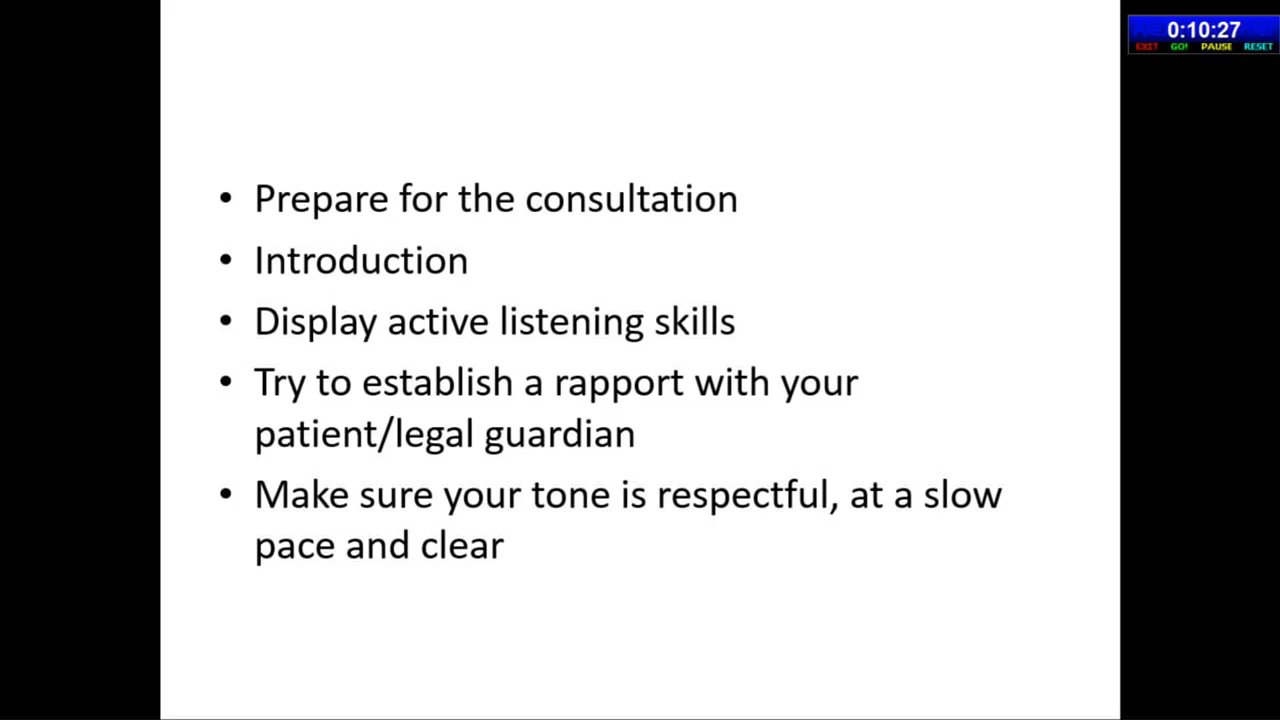 0:10:27
EXIT GO! PAUSE RESET
• Prepare for the consultation
• Introduction
• Display active listening skills
• Try to establish a rapport with your
patient/legal guardian
• Make sure your tone is respectful, at a slow
pace and clear